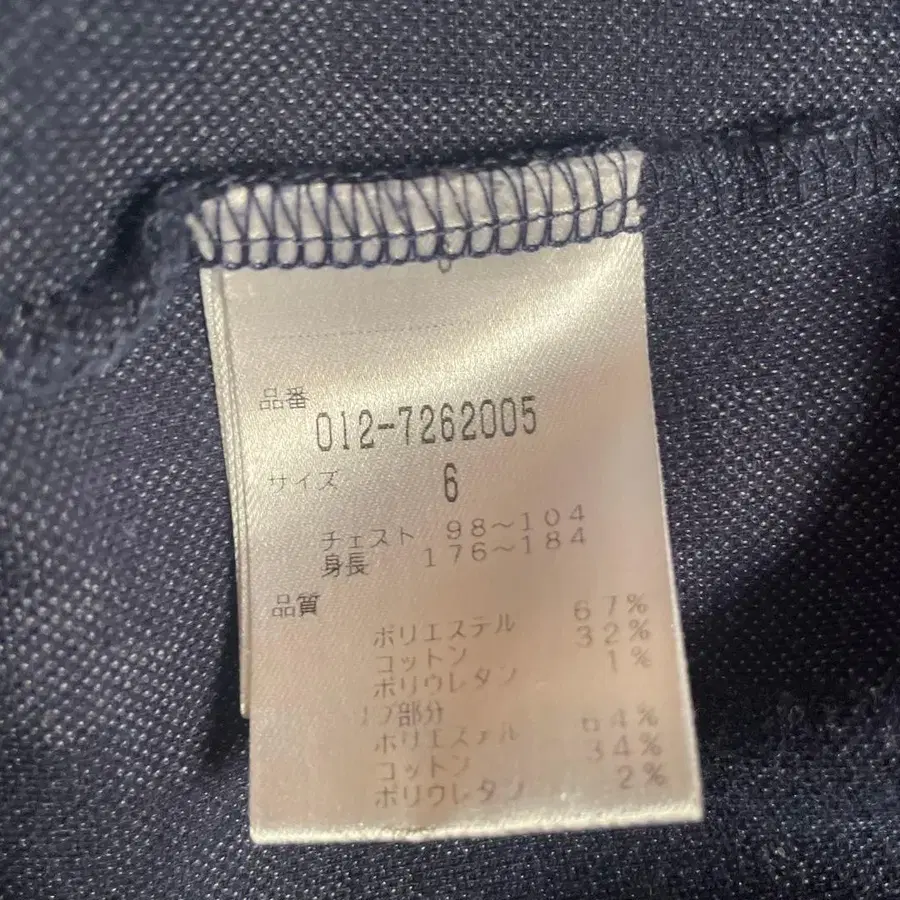 品番
012-7262005
サイズ 6
チェスト 98～104
身長 176～184
品質
ポリエステル 67%
コットン 32%
ポリウレタン 1%
リブ部分
ポリエステル 64%
コットン 34%
ポリウレタン 2%